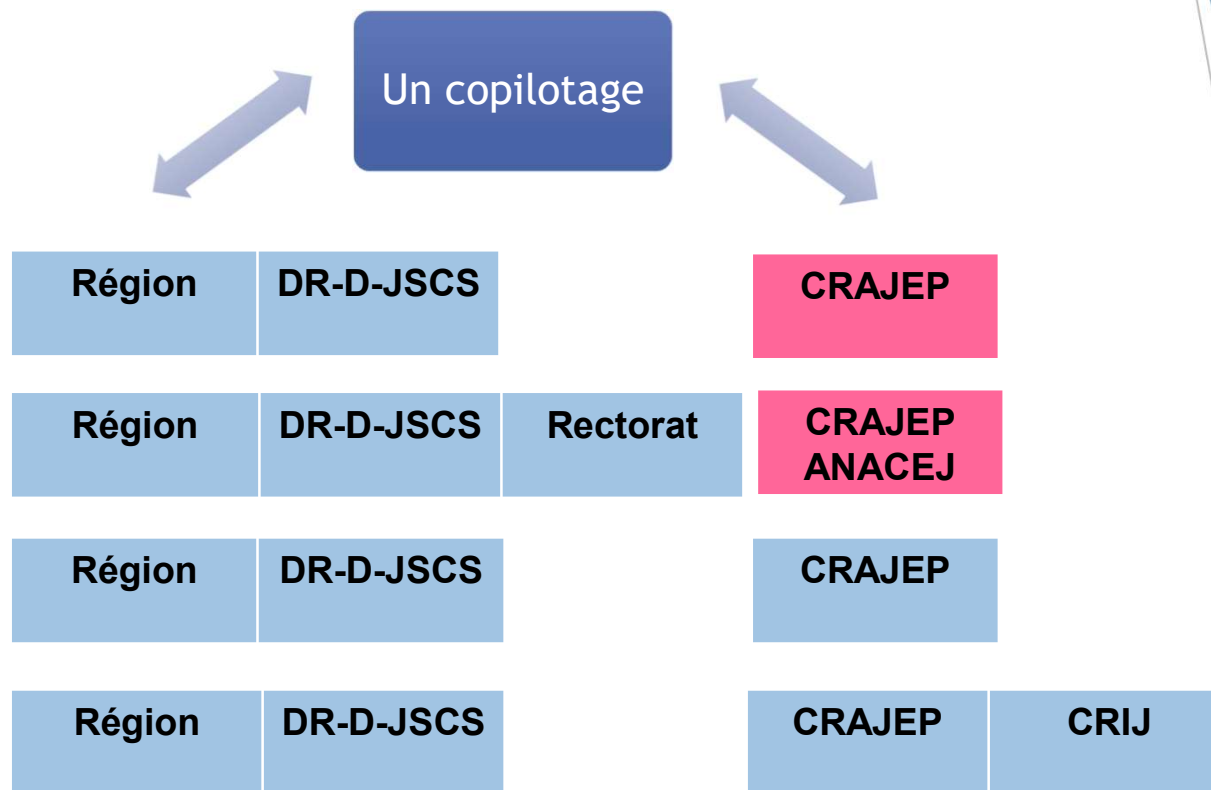 Un copilotage
Région DR-D-JSCS CRAJEP
Région DR-D-JSCS Rectorat CRAJEP
ANACEJ
Région DR-D-JSCS CRAJEP
Région DR-D-JSCS CRAJEP CRIJ